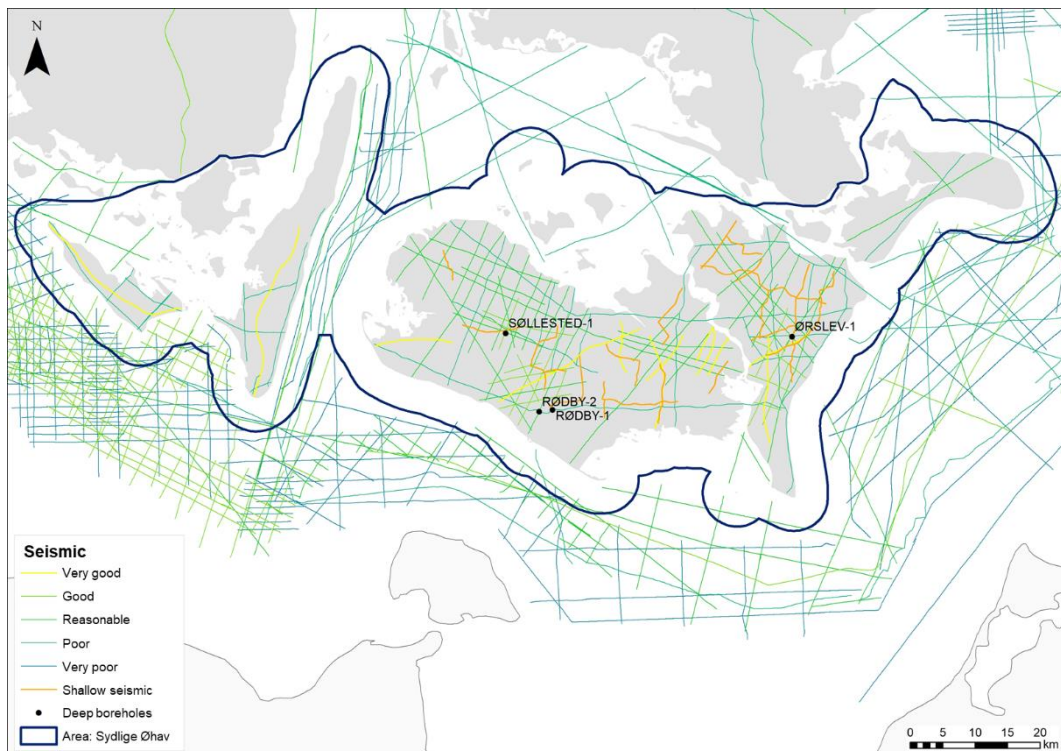 N
SØLLESTED-1
ØRSLEV-1
RØDBY-2
RØDBY-1
Seismic
Very good
Good
Reasonable
Poor
Very poor
Shallow seismic
Deep boreholes
Area: Sydlige Øhav
0 5 10 20
km